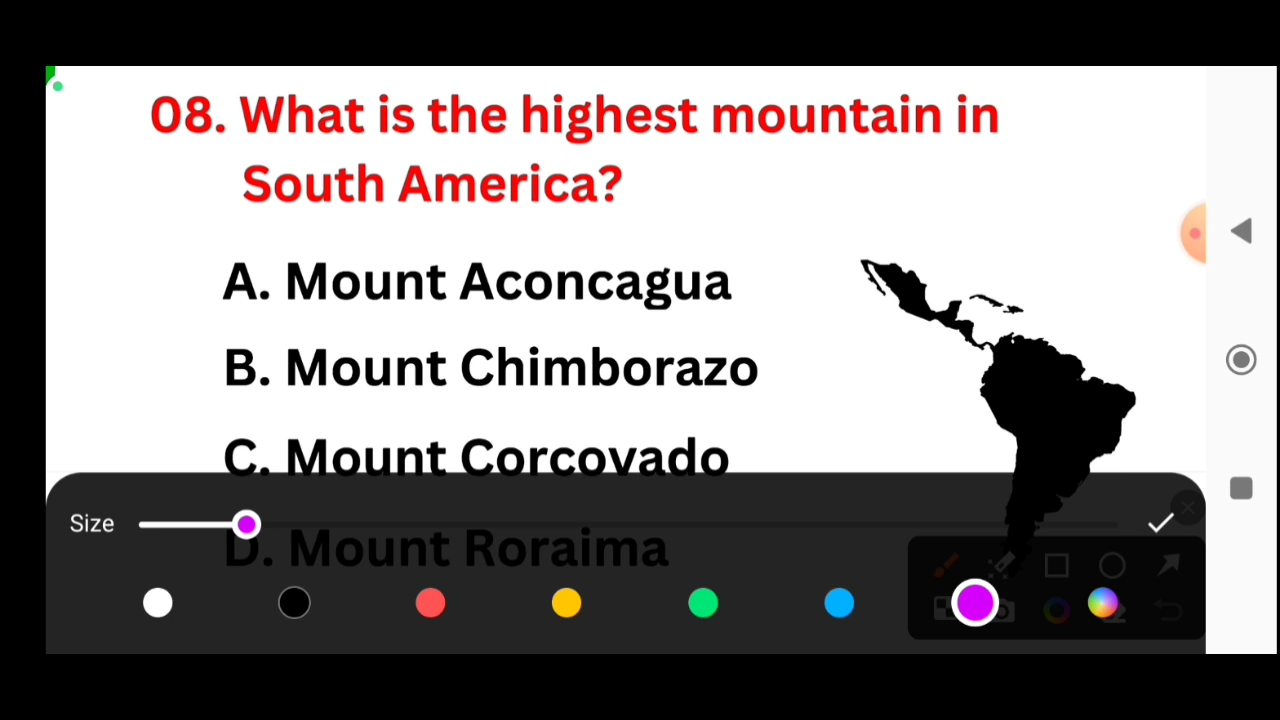 08. What is the highest mountain in
South America?
A. Mount Aconcagua
B. Mount Chimborazo
C. Mount Corcovado
Size
D. Mount Roraima